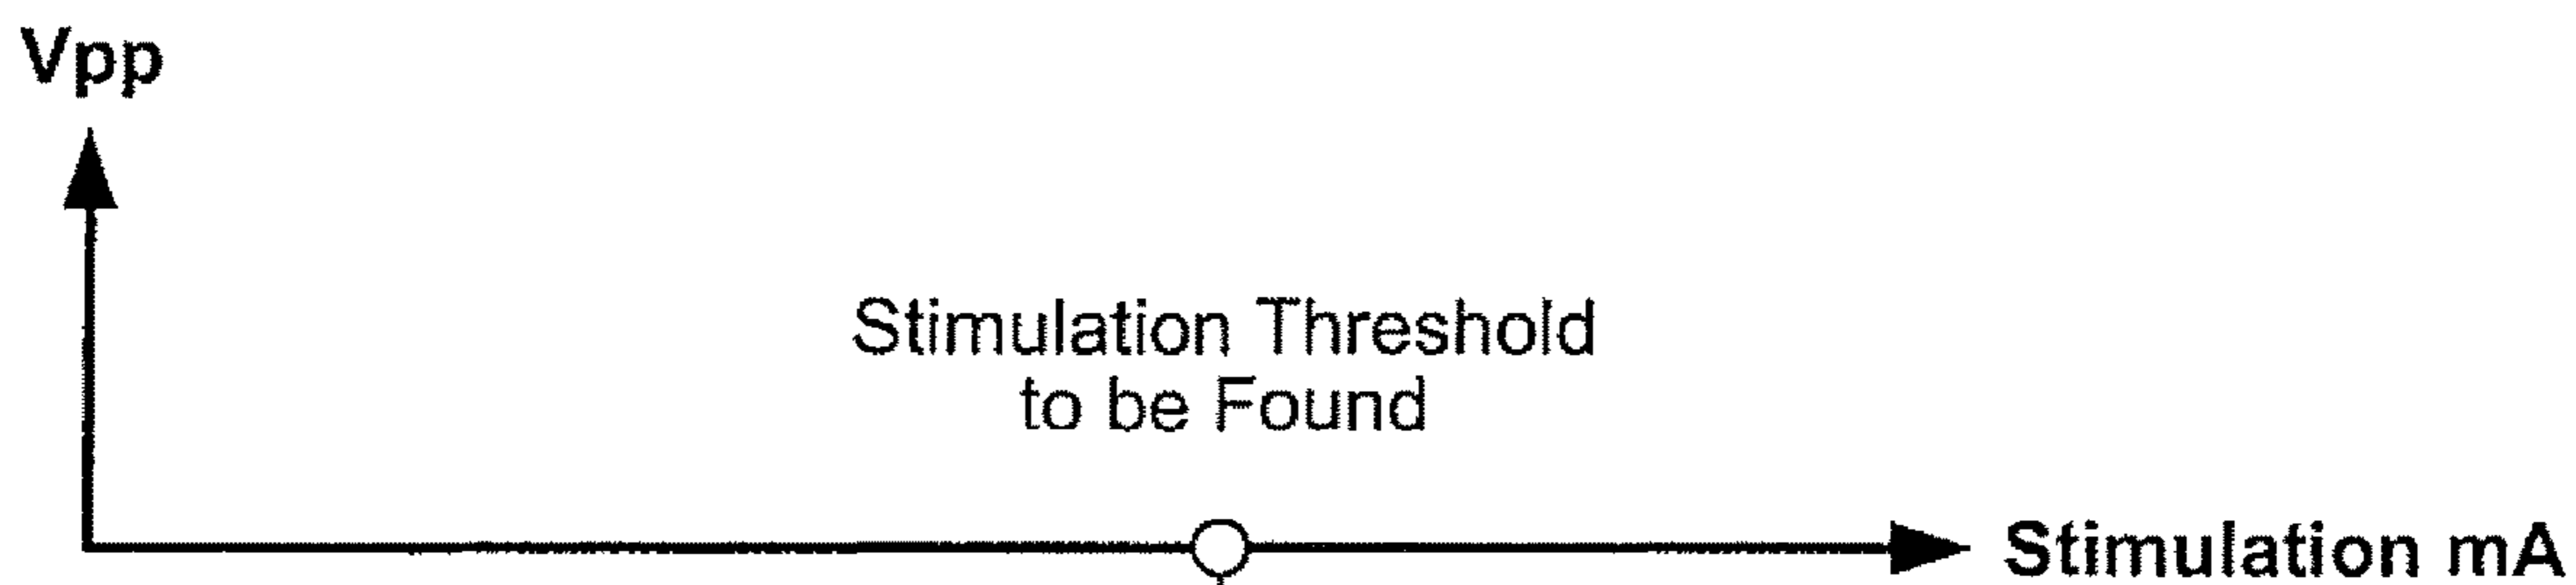 Vpp
Stimulation Threshold
to be Found
Stimulation mA